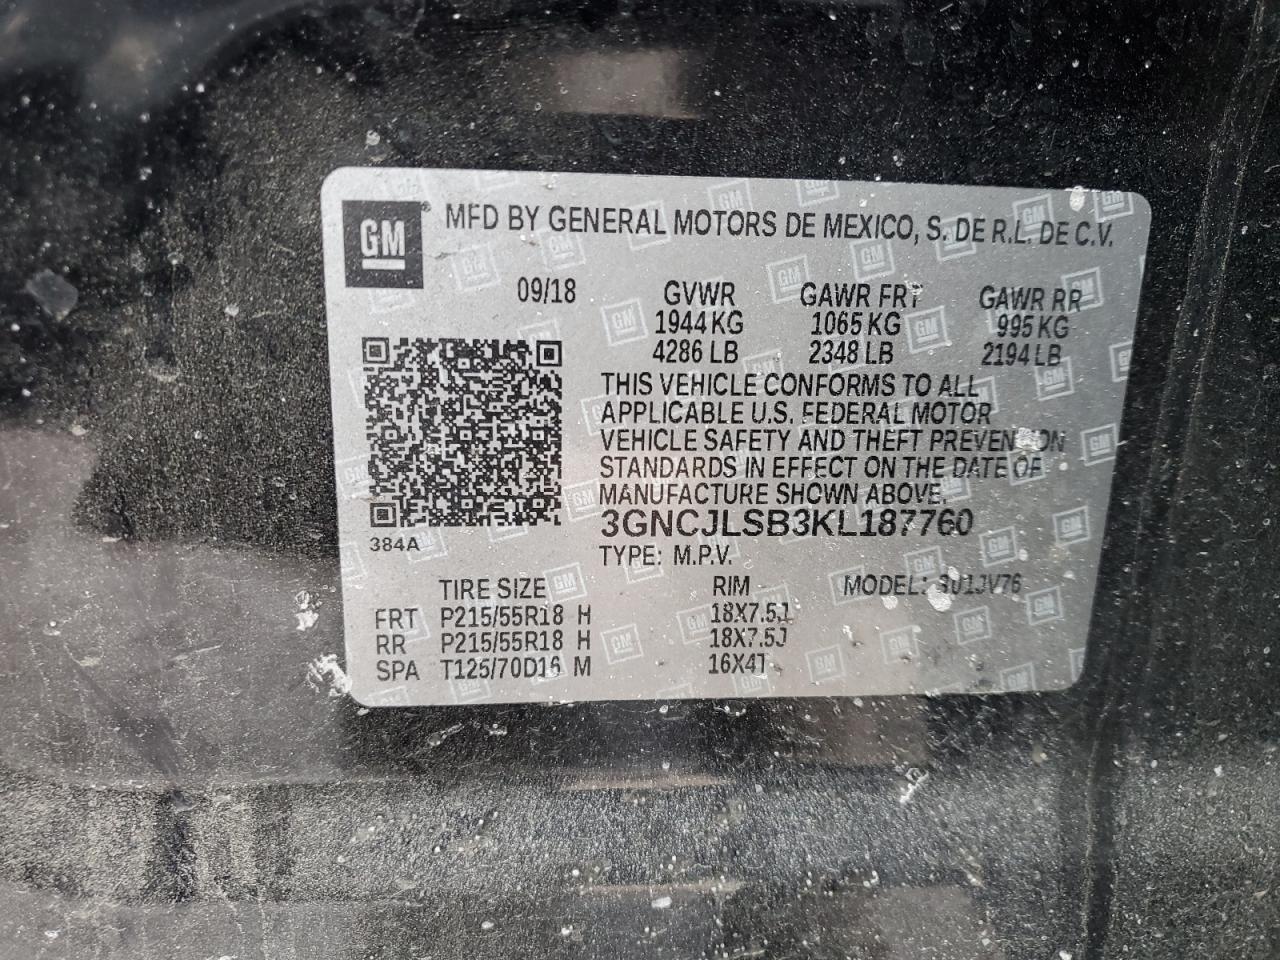 GM
MFD BY GENERAL MOTORS DE MEXICO, S. DE R.L. DE C.V.
09/18 GVWR GAWR FRT GAWR RR
1944 KG 1065 KG 995 KG
4286 LB 2348 LB 2194 LB
THIS VEHICLE CONFORMS TO ALL
APPLICABLE U.S. FEDERAL MOTOR
VEHICLE SAFETY AND THEFT PREVENTION
STANDARDS IN EFFECT ON THE DATE OF
MANUFACTURE SHOWN ABOVE.
3GNCJLSB3KL187760
384A
TYPE: M.P.V.
TIRE SIZE RIM MODEL: 3U1JV76
FRT P215/55R18 H 18X7.5J
RR P215/55R18 H 18X7.5J
SPA T125/70D16 M 16X4T